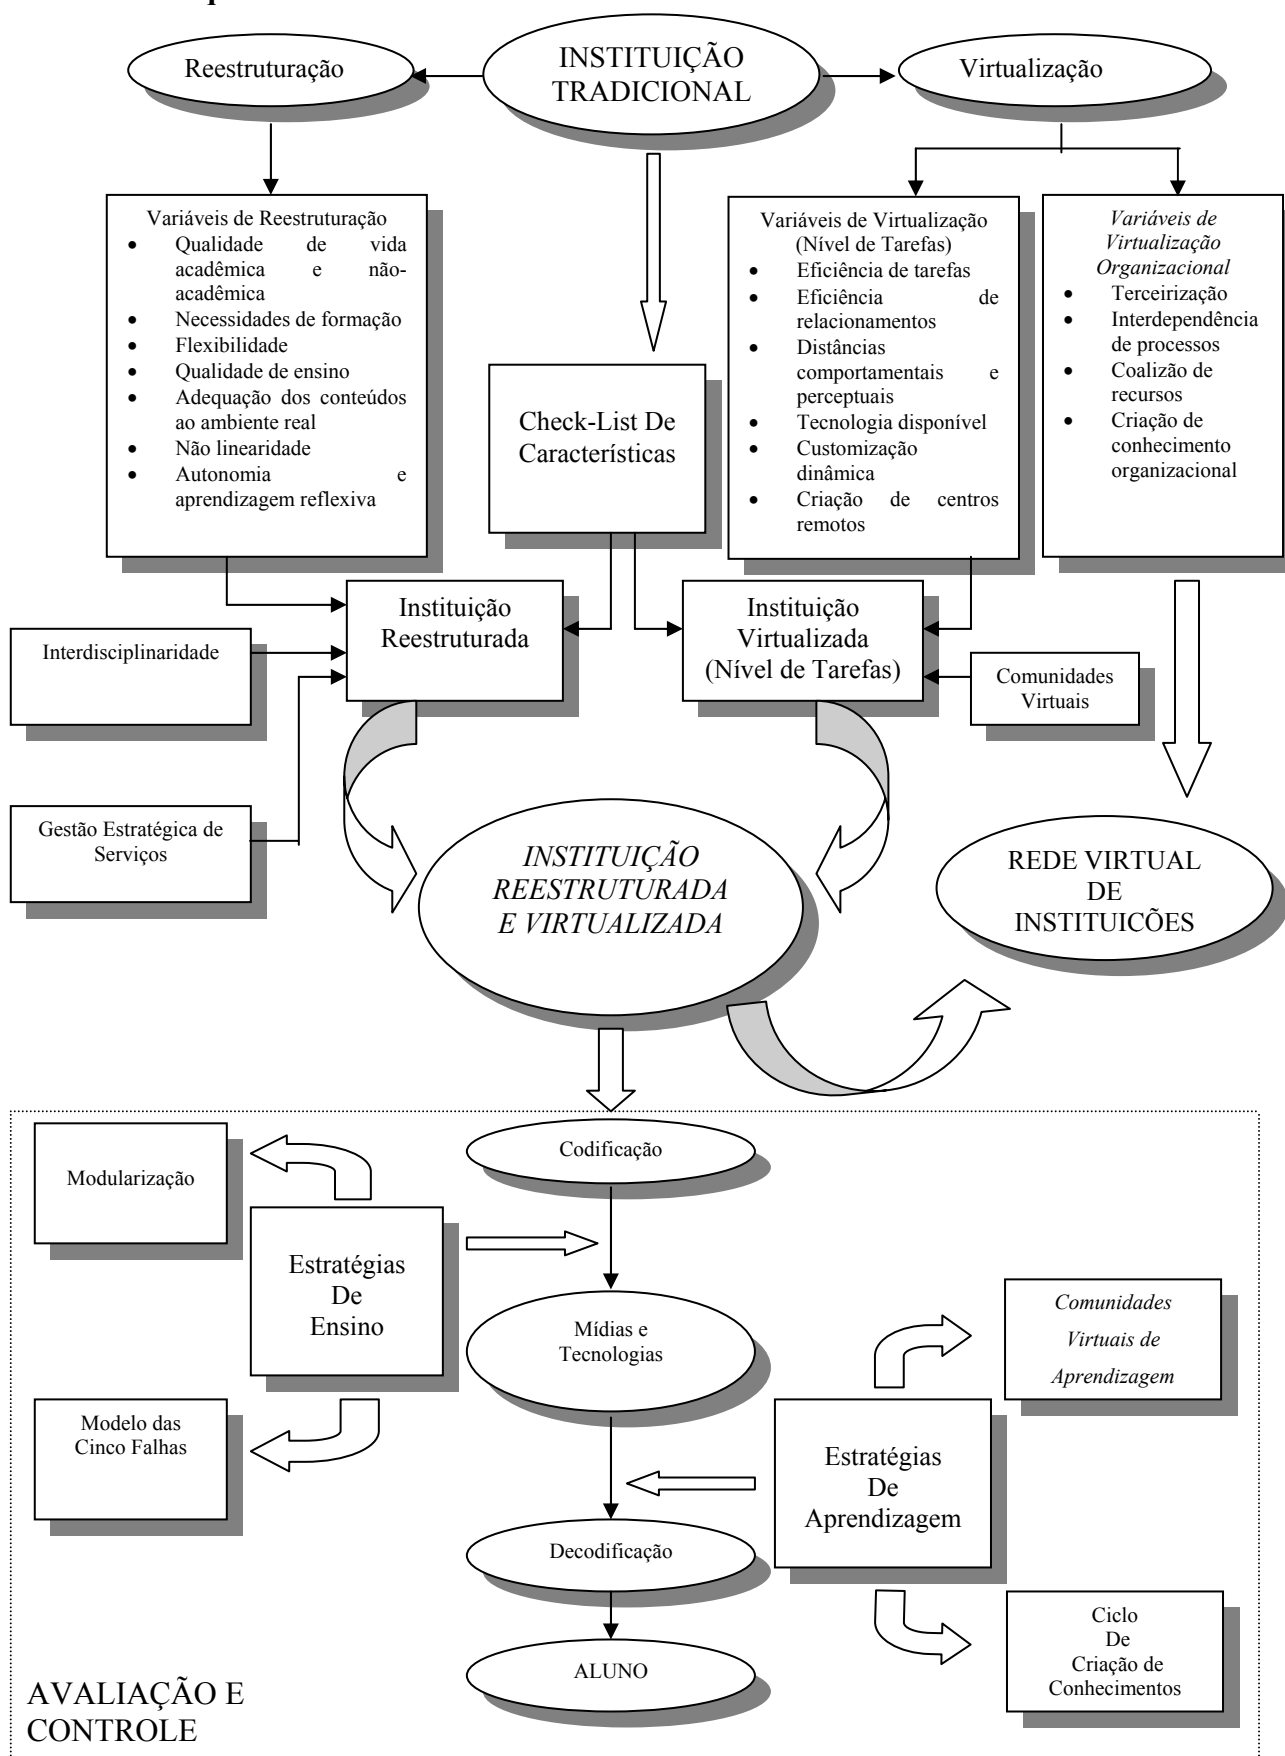 Reestruturação
INSTITUIÇÃO
TRADICIONAL
Virtualização
Variáveis de Reestruturação
• Qualidade de vida
acadêmica e não-
acadêmica
• Necessidades de formação
• Flexibilidade
• Qualidade de ensino
• Adequação dos conteúdos
ao ambiente real
• Não linearidade
• Autonomia e
aprendizagem reflexiva
Check-List De
Características
Variáveis de Virtualização
(Nível de Tarefas)
• Eficiência de tarefas
• Eficiência de
relacionamentos
• Distâncias
comportamentais e
perceptuais
• Tecnologia disponível
• Customização
dinâmica
• Criação de centros
remotos
Variáveis de
Virtualização
Organizacional
• Terceirização
• Interdependência
de processos
• Coalizão de
recursos
• Criação de
conhecimento
organizacional
Instituição
Reestruturada
Instituição
Virtualizada
(Nível de Tarefas)
Interdisciplinaridade
Comunidades
Virtuais
Gestão Estratégica de
Serviços
INSTITUIÇÃO
REESTRUTURADA
E VIRTUALIZADA
REDE VIRTUAL
DE
INSTITUICÕES
Codificação
Modularização
Estratégias
De
Ensino
Mídias e
Tecnologias
Comunidades
Virtuais de
Aprendizagem
Modelo das
Cinco Falhas
Estratégias
De
Aprendizagem
Decodificação
Ciclo
De
Criação de
Conhecimentos
ALUNO
AVALIAÇÃO E
CONTROLE